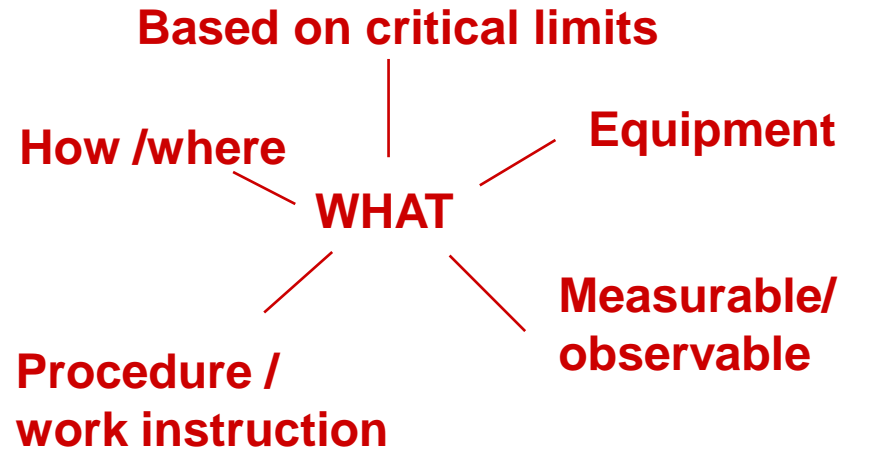 Based on critical limits
How /where
Equipment
WHAT
Measurable/
observable
Procedure /
work instruction